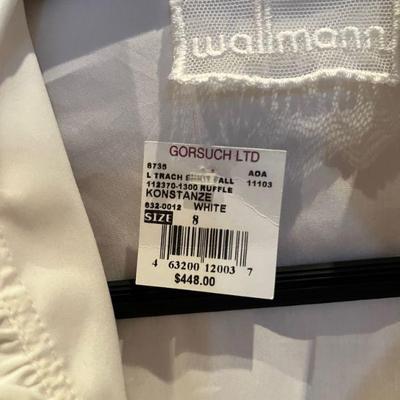 wallmann
GORSUCH LTD
8736 AOA
L TRACH SHIRT FALL 11103
112370-1300 RUFFLE
KONSTANZE
632-0012 WHITE
SIZE 8
4 63200 12003 7
$448.00